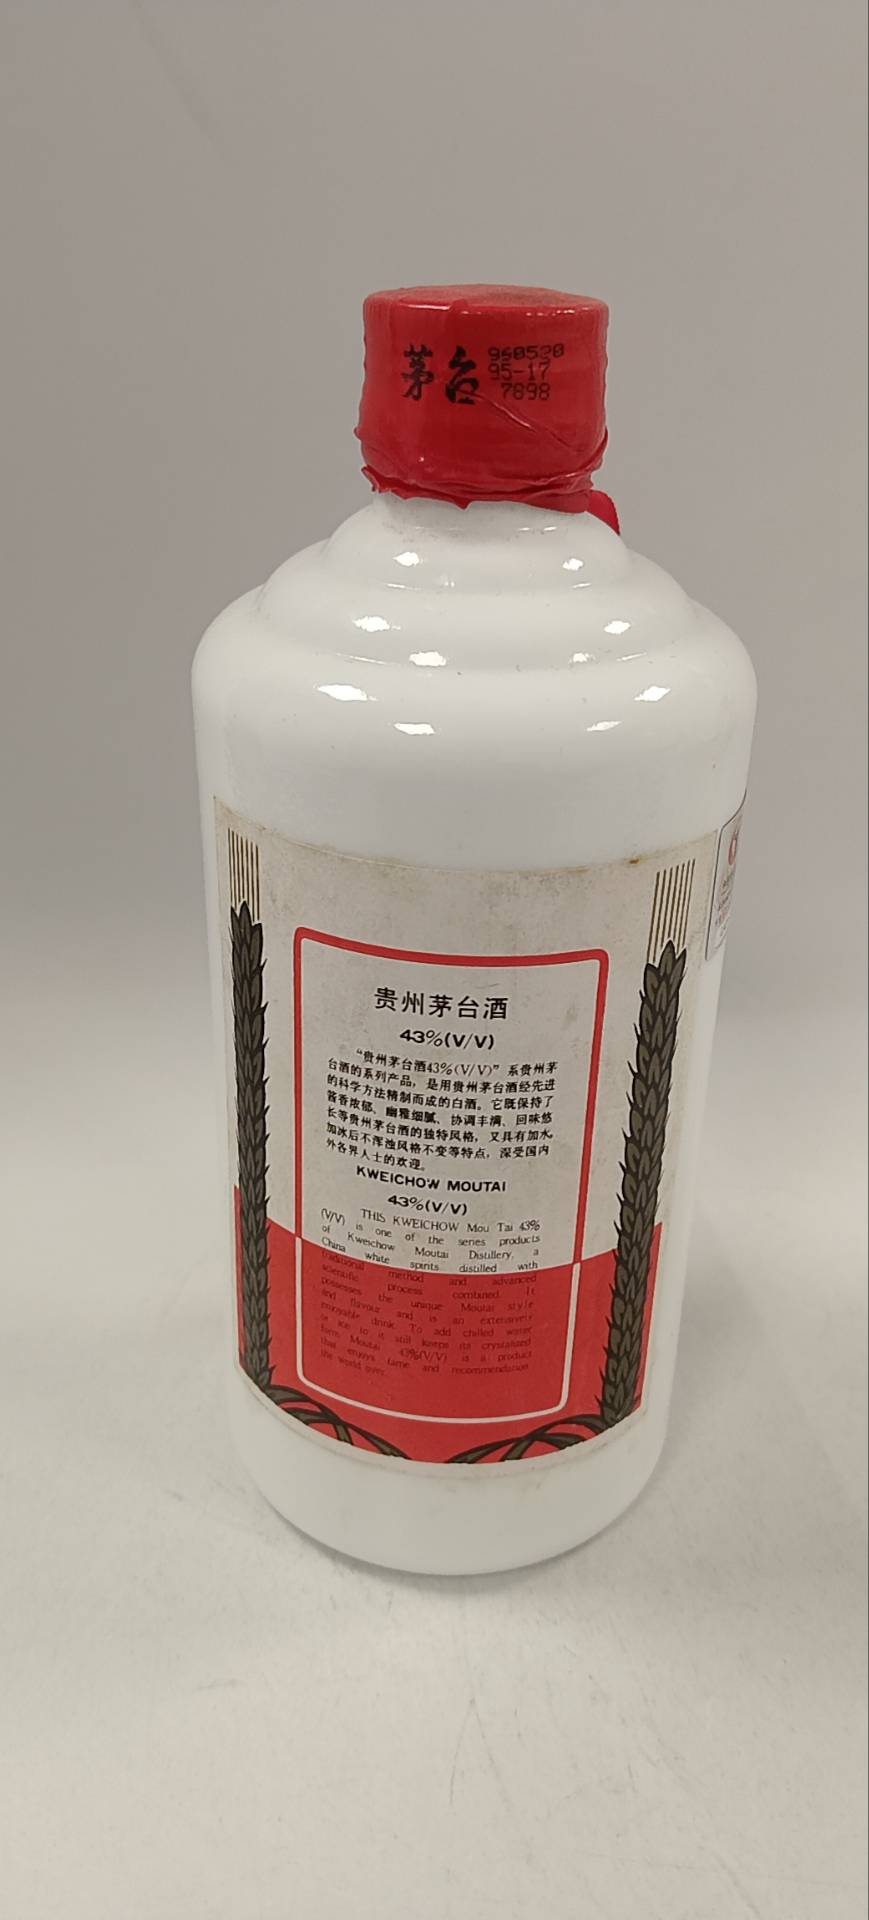 茅台
960520
95-17
7898
贵州茅台酒
43%(V/V)
“贵州茅台酒43%(V/V)”系贵州茅
台酒的系列产品，是用贵州茅台酒经先进
的科学方法精制而成的白酒。它既保持了
酱香浓郁、幽雅细腻、协调丰满、回味悠
长等贵州茅台酒的独特风格，又具有加水、
加冰后不浑浊风格不变等特点，深受国内
外各界人士的欢迎。
KWEICHOW MOUTAI
43%(V/V)
THIS KWEICHOW Mou Tai 43%
(V/V) is one of the series products
of Kweichow Moutai Distillery, a
China white spirits distilled with
traditional method and advanced
scientific process combined. It
possesses the unique Moutai style
and flavour and is an extensively
enjoyable drink. To add chilled water
or ice to it still keeps its crystalized
form. Moutai 43%(V/V) is a product
that enjoys fame and recommendation
the world over.